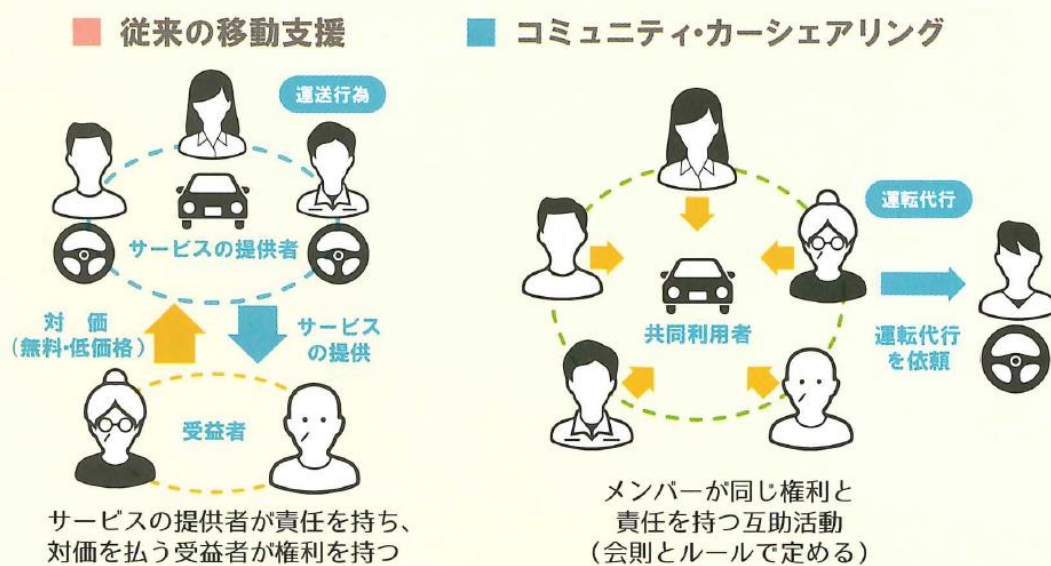 従来の移動支援
運送行為
サービスの提供者
対 価
(無料・低価格)
サービス
の提供
受益者
サービスの提供者が責任を持ち、
対価を払う受益者が権利を持つ
コミュニティ・カーシェアリング
運転代行
共同利用者
運転代行
を依頼
メンバーが同じ権利と
責任を持つ互助活動
(会則とルールで定める)